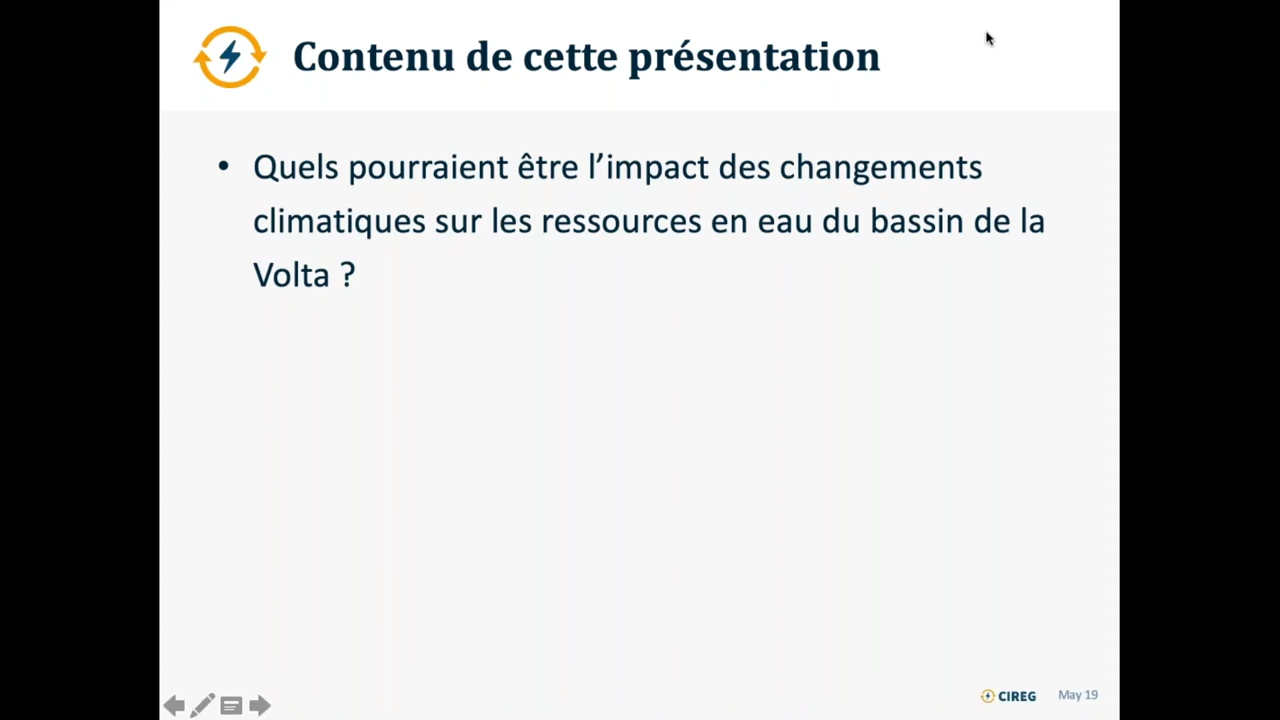 Contenu de cette présentation
• Quels pourraient être l’impact des changements
climatiques sur les ressources en eau du bassin de la
Volta ?
CIREG May 19